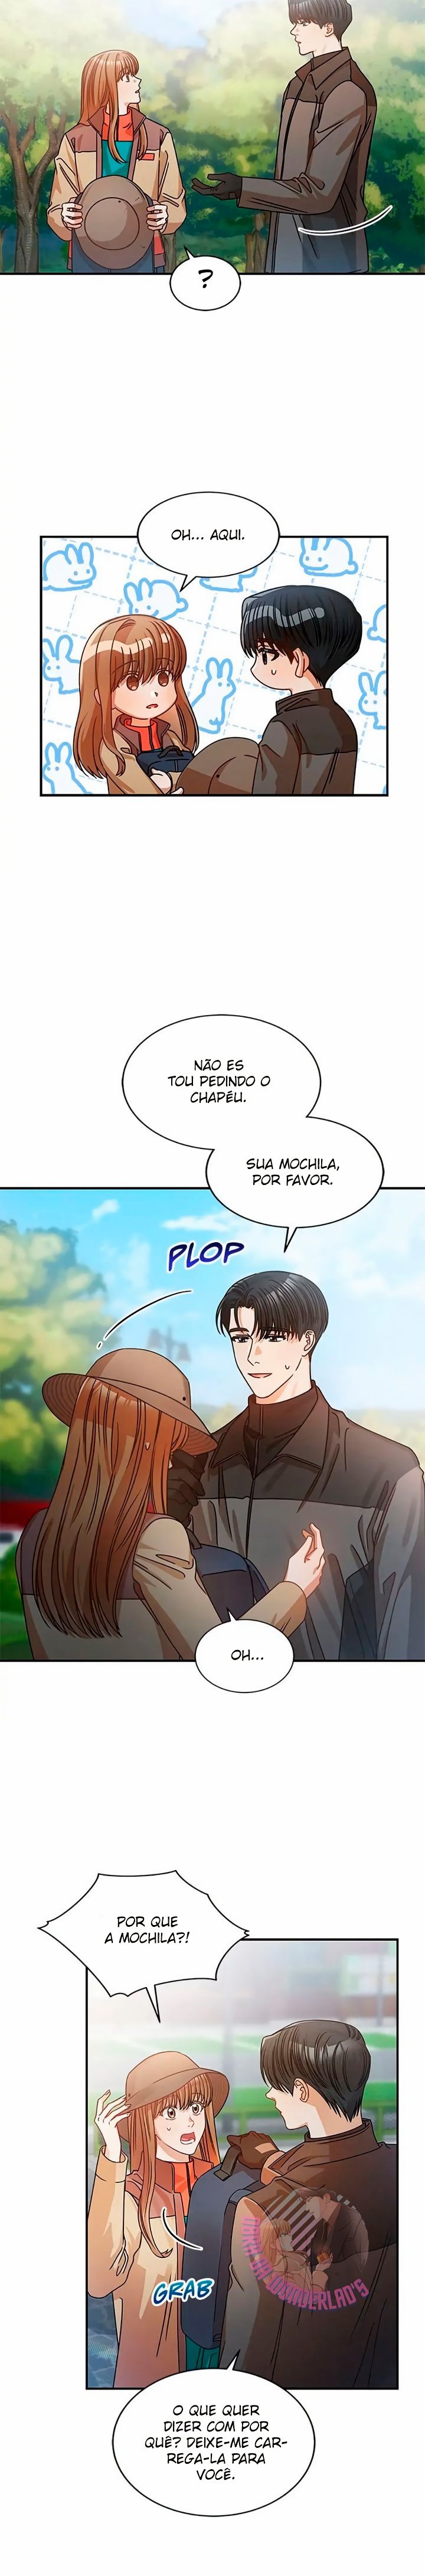 ?
OH... AQUI.
NÃO ES
TOU PEDINDO O
CHAPÉU.
SUA MOCHILA,
POR FAVOR.
PLOP
OH...
POR QUE
A MOCHILA?!
GRAB
O QUE QUER
DIZER COM POR
QUÊ? DEIXE-ME CAR-
REGA-LA PARA
VOCÊ.